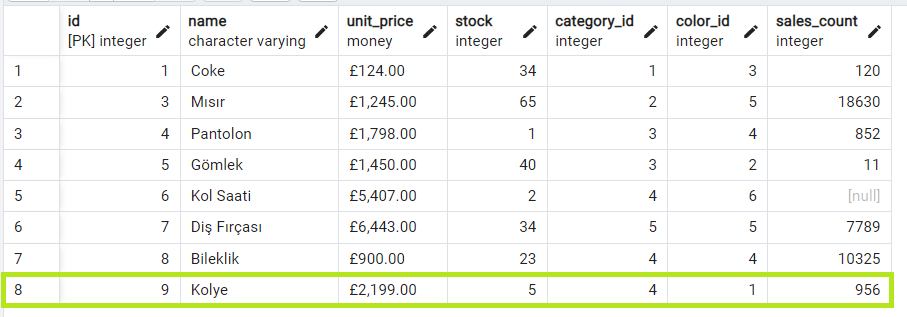 id name unit_price stock category_id color_id sales_count
[PK] integer character varying money integer integer integer integer
1 1 Coke £124.00 34 1 3 120
2 3 Mısır £1,245.00 65 2 5 18630
3 4 Pantolon £1,798.00 1 3 4 852
4 5 Gömlek £1,450.00 40 3 2 11
5 6 Kol Saati £5,407.00 2 4 6 [null]
6 7 Diş Fırçası £6,443.00 34 5 5 7789
7 8 Bileklik £900.00 23 4 4 10325
8 9 Kolye £2,199.00 5 4 1 956